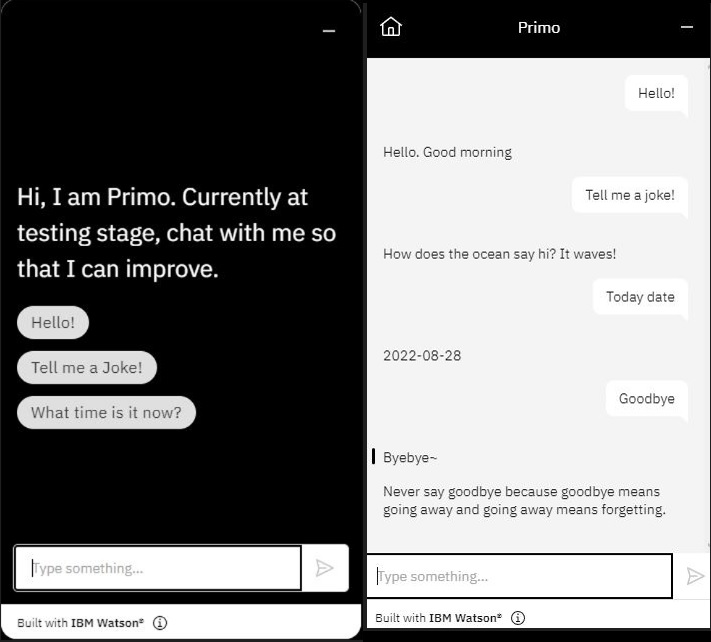 Hi, I am Primo. Currently at
testing stage, chat with me so
that I can improve.
Hello!
Tell me a Joke!
What time is it now?
Type something...
Built with IBM Watson®
Primo
Hello!
Hello. Good morning
Tell me a joke!
How does the ocean say hi? It waves!
Today date
2022-08-28
Goodbye
Byebye~
Never say goodbye because goodbye means
going away and going away means forgetting.
Type something...
Built with IBM Watson®